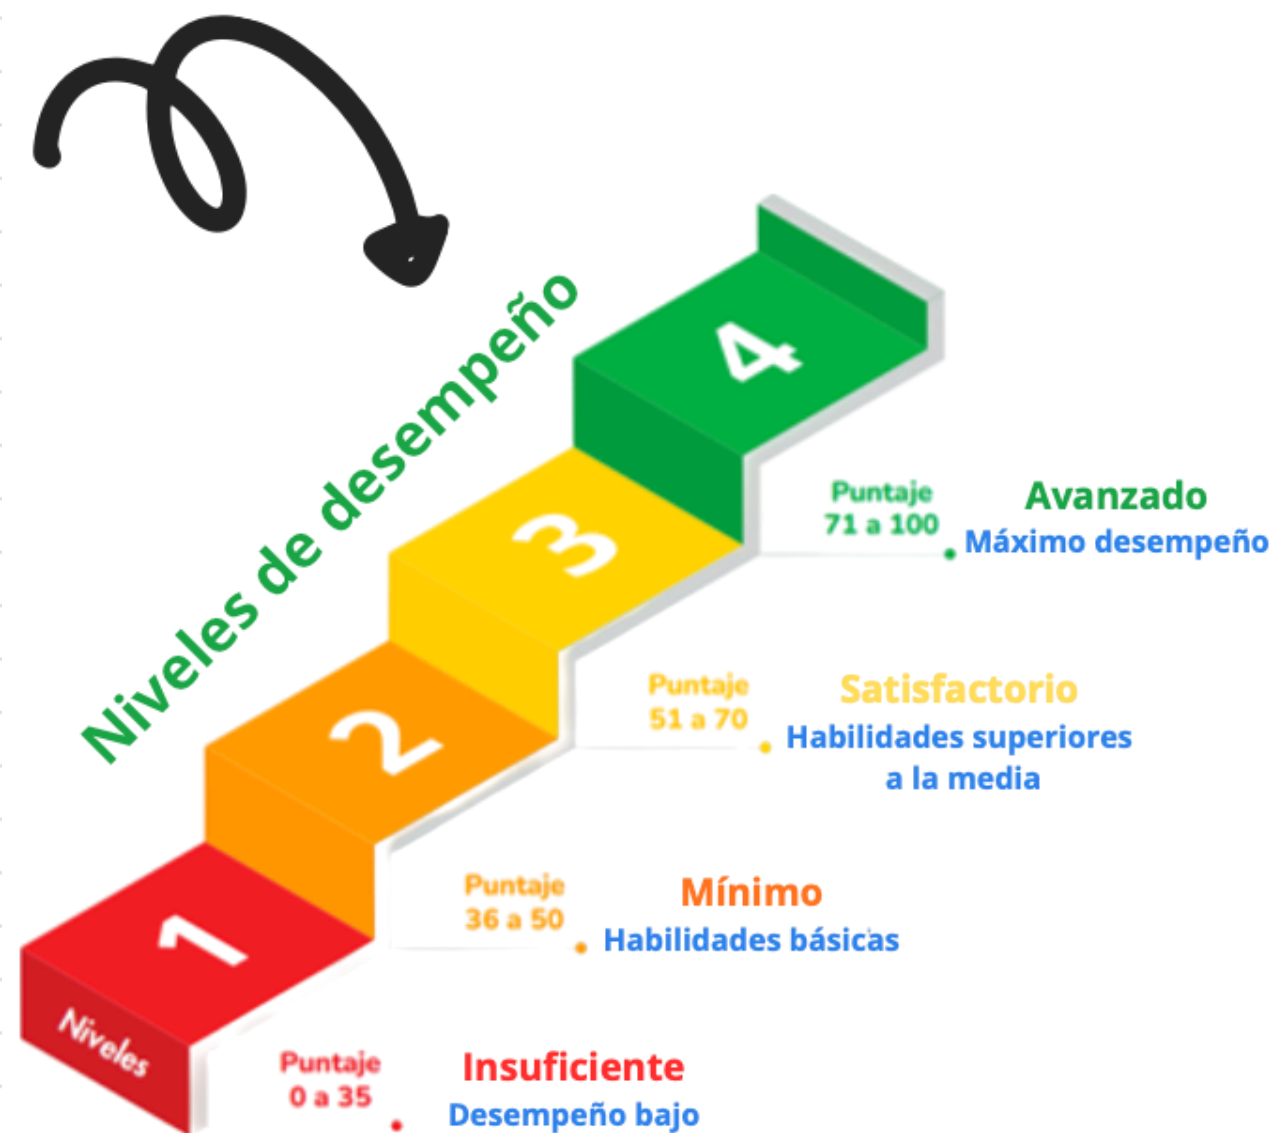 Niveles de desempeño
4
Puntaje
71 a 100
Avanzado
Máximo desempeño
3
Puntaje
51 a 70
Satisfactorio
Habilidades superiores
a la media
2
Puntaje
36 a 50
Mínimo
Habilidades básicas
1
Niveles
Puntaje
0 a 35
Insuficiente
Desempeño bajo